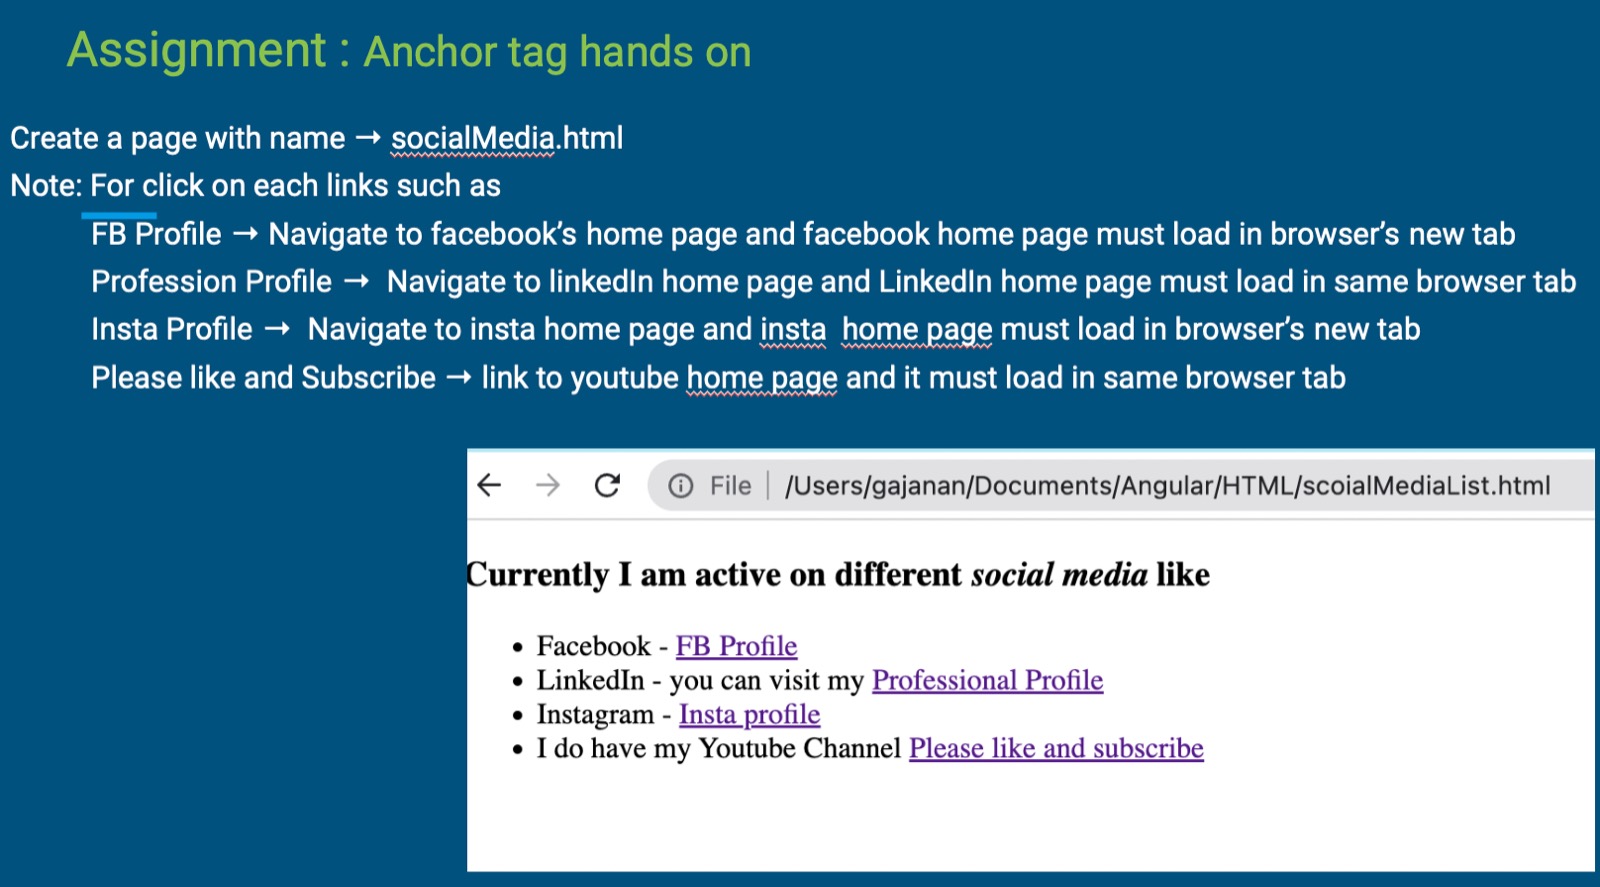 Assignment : Anchor tag hands on
Create a page with name → socialMedia.html
Note: For click on each links such as
FB Profile → Navigate to facebook’s home page and facebook home page must load in browser’s new tab
Profession Profile → Navigate to linkedIn home page and LinkedIn home page must load in same browser tab
Insta Profile → Navigate to insta home page and insta home page must load in browser’s new tab
Please like and Subscribe → link to youtube home page and it must load in same browser tab
File | /Users/gajanan/Documents/Angular/HTML/scoialMediaList.html
Currently I am active on different social media like
• Facebook - FB Profile
• LinkedIn - you can visit my Professional Profile
• Instagram - Insta profile
• I do have my Youtube Channel Please like and subscribe